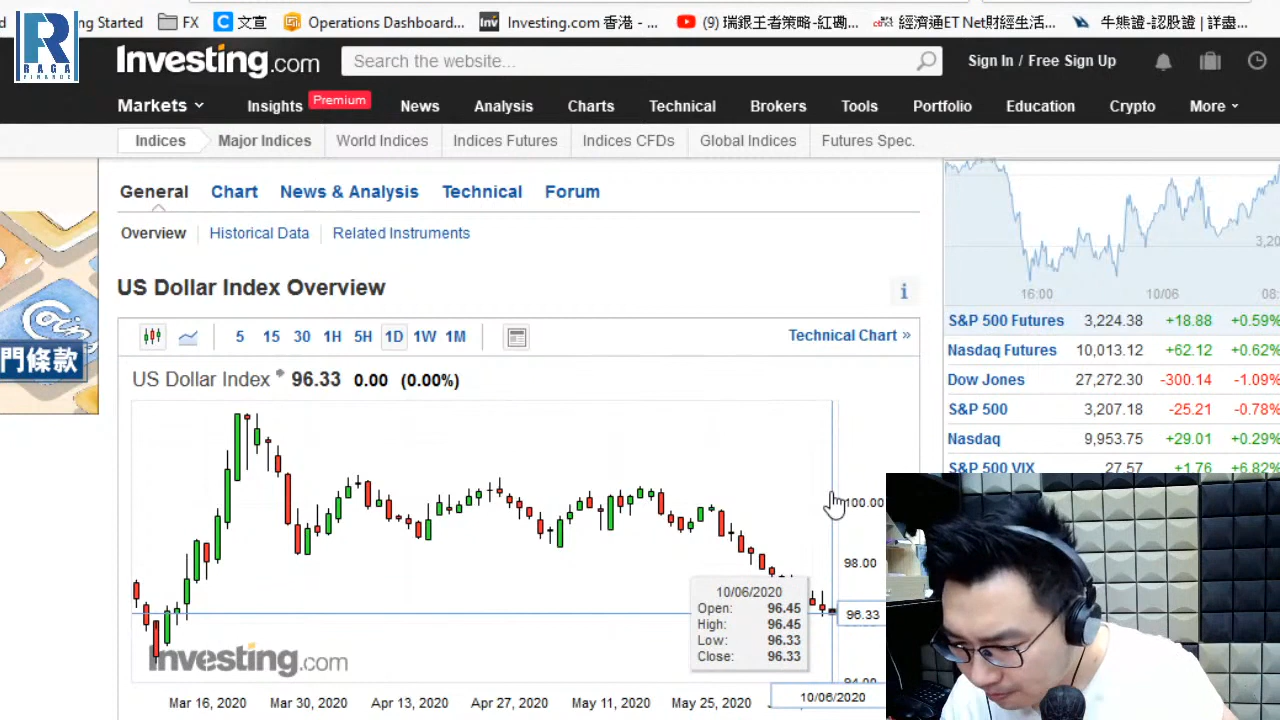 ng Started
FX
文宣
Operations Dashboard...
Investing.com 香港 - ...
(9) 瑞銀王者策略-紅磡...
經濟通ET Net財經生活...
牛熊證-認股證 | 詳盡...
R
RAGA
FINANCE
Investing.com
Search the website...
Sign In / Free Sign Up
Markets
Insights
Premium
News
Analysis
Charts
Technical
Brokers
Tools
Portfolio
Education
Crypto
More
Indices
Major Indices
World Indices
Indices Futures
Indices CFDs
Global Indices
Futures Spec.
General
Chart
News & Analysis
Technical
Forum
Overview
Historical Data
Related Instruments
US Dollar Index Overview
i
5
15
30
1H
5H
1D
1W
1M
Technical Chart »
US Dollar Index 96.33 0.00 (0.00%)
100.00
98.00
96.33
94.00
10/06/2020
Open: 96.45
High: 96.45
Low: 96.33
Close: 96.33
Investing.com
Mar 16, 2020
Mar 30, 2020
Apr 13, 2020
Apr 27, 2020
May 11, 2020
May 25, 2020
10/06/2020
3,20
16:00
10/06
08:
S&P 500 Futures 3,224.38 +18.88 +0.59%
Nasdaq Futures 10,013.12 +62.12 +0.62%
Dow Jones 27,272.30 -300.14 -1.09%
S&P 500 3,207.18 -25.21 -0.78%
Nasdaq 9,953.75 +29.01 +0.29%
S&P 500 VIX 27.57 +1.76 +6.82%
門條款